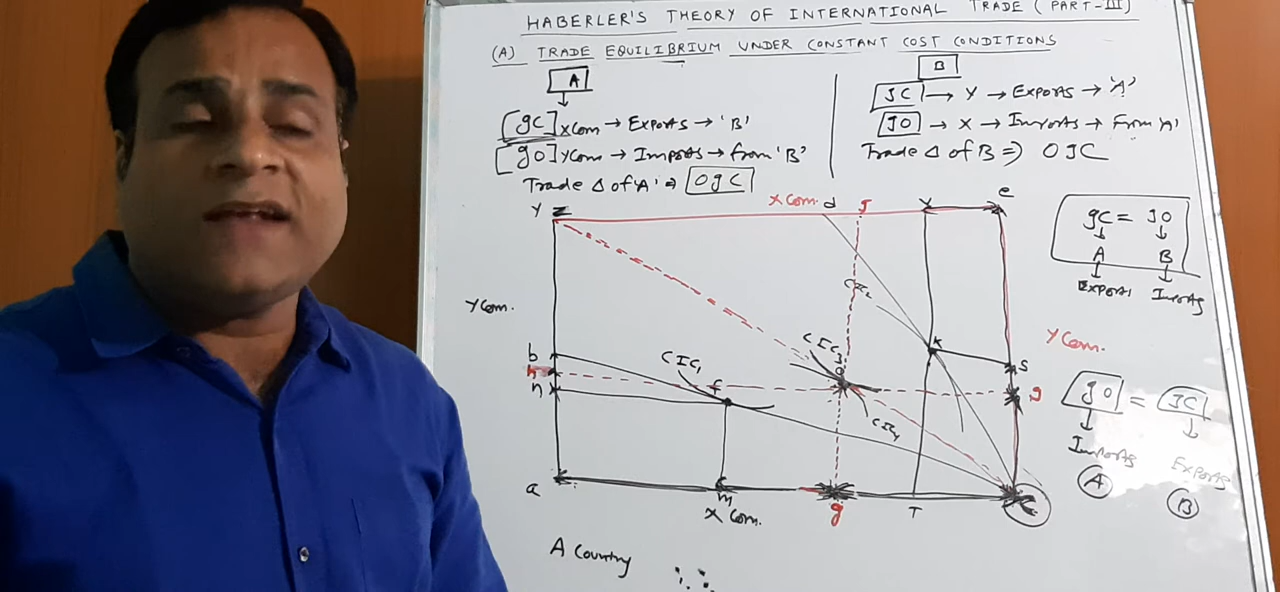 HABERLER'S THEORY OF INTERNATIONAL TRADE (PART-III)
(A) TRADE EQUILIBRIUM UNDER CONSTANT COST CONDITIONS
A
[gC] X Com → Exports → 'B'
[gO] Y Com → Imports → from 'B'
Trade Δ of 'A' ⇒ OgC
B
JC → Y → Exports → 'A'
JO → X → Imports → From 'A'
Trade Δ of B ⇒ OJC
Y Z X Com. d J V e
gC = JO
A B
Exports Imports
Y Com.
CIC2
Y Com.
b CIC1 CIC3 K S
h O g
n f
gO = JC
CIC4
Imports Exports
A B
a m g T C
X Com.
A Country